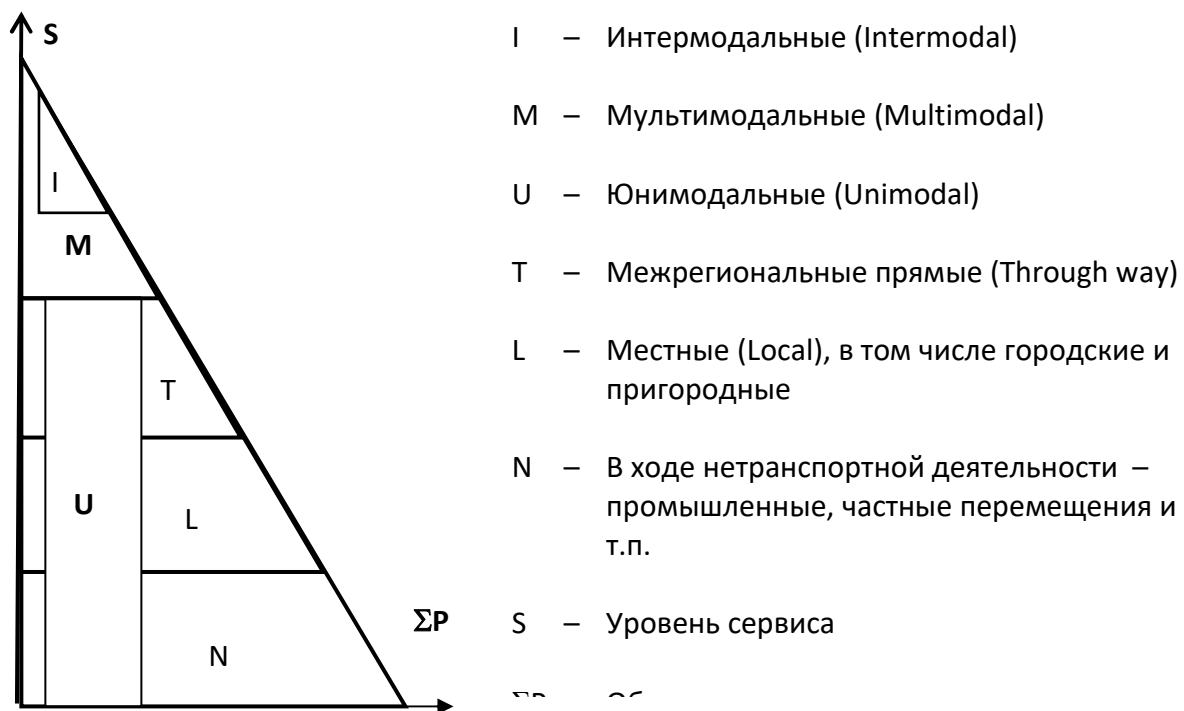 S
I
M
T
U
L
N
ΣP
I – Интермодальные (Intermodal)
M – Мультимодальные (Multimodal)
U – Юнимодальные (Unimodal)
T – Межрегиональные прямые (Through way)
L – Местные (Local), в том числе городские и
пригородные
N – В ходе нетранспортной деятельности –
промышленные, частные перемещения и
т.п.
S – Уровень сервиса